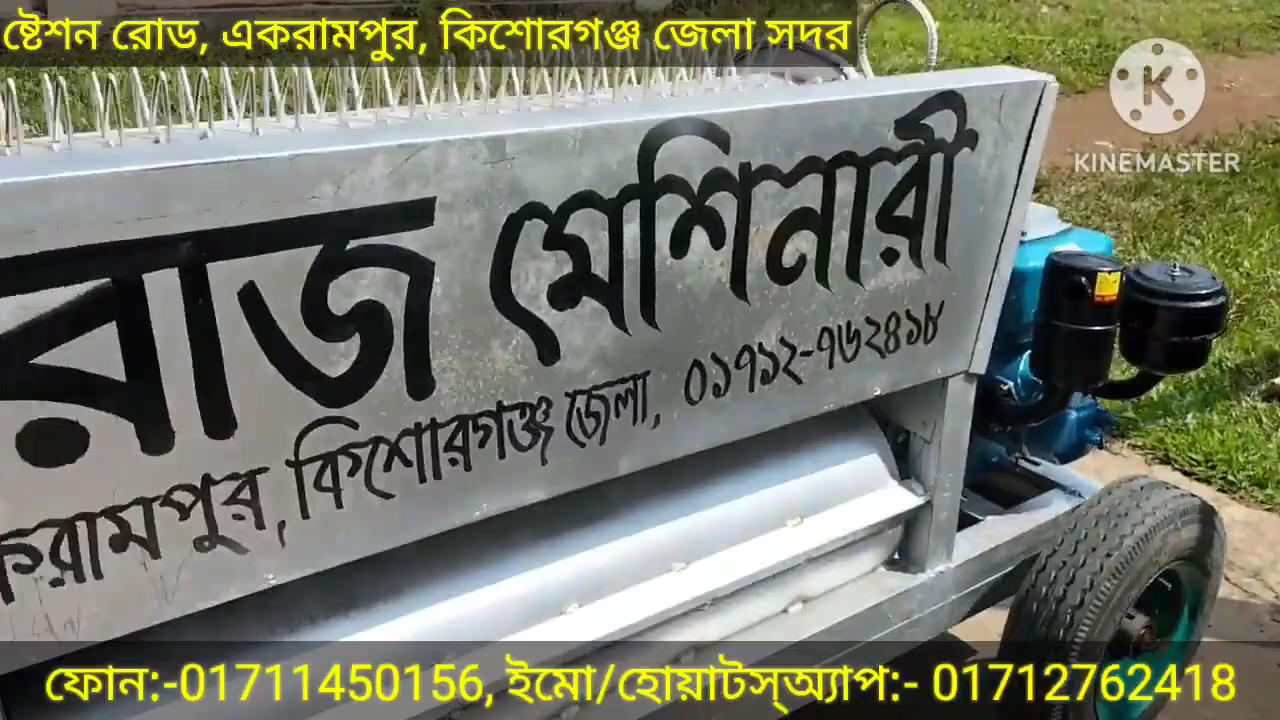 ষ্টেশন রোড, একরামপুর, কিশোরগঞ্জ জেলা সদর
KINEMASTER
রাজ মেশিনারী
করামপুর, কিশোরগঞ্জ জেলা, ০১৭১২-৭৬২৪১৮
ফোন:-01711450156, ইমো/হোয়াটস্অ্যাপ:- 01712762418